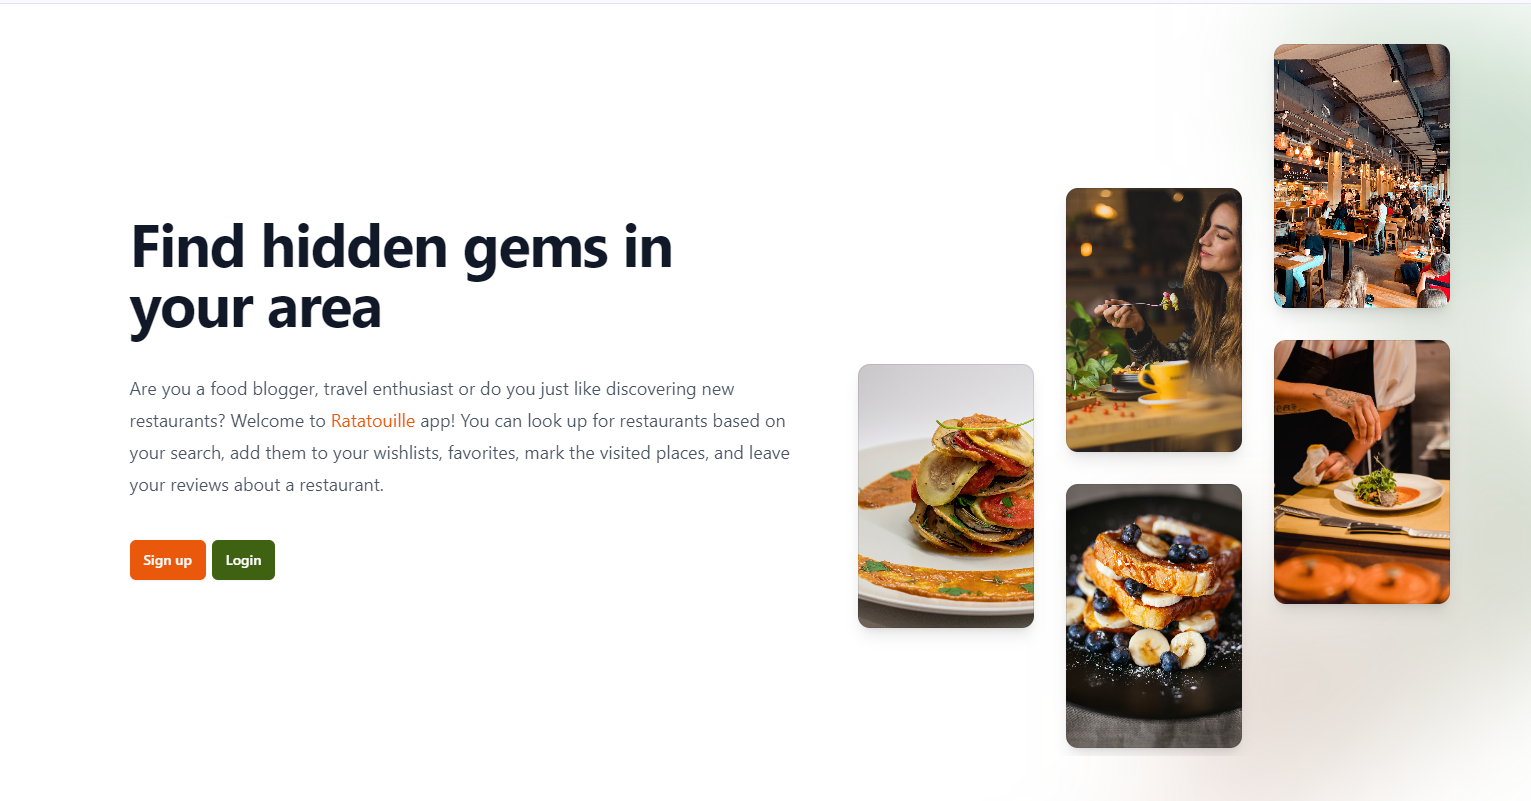 Find hidden gems in
your area
Are you a food blogger, travel enthusiast or do you just like discovering new
restaurants? Welcome to Ratatouille app! You can look up for restaurants based on
your search, add them to your wishlists, favorites, mark the visited places, and leave
your reviews about a restaurant.
Sign up
Login